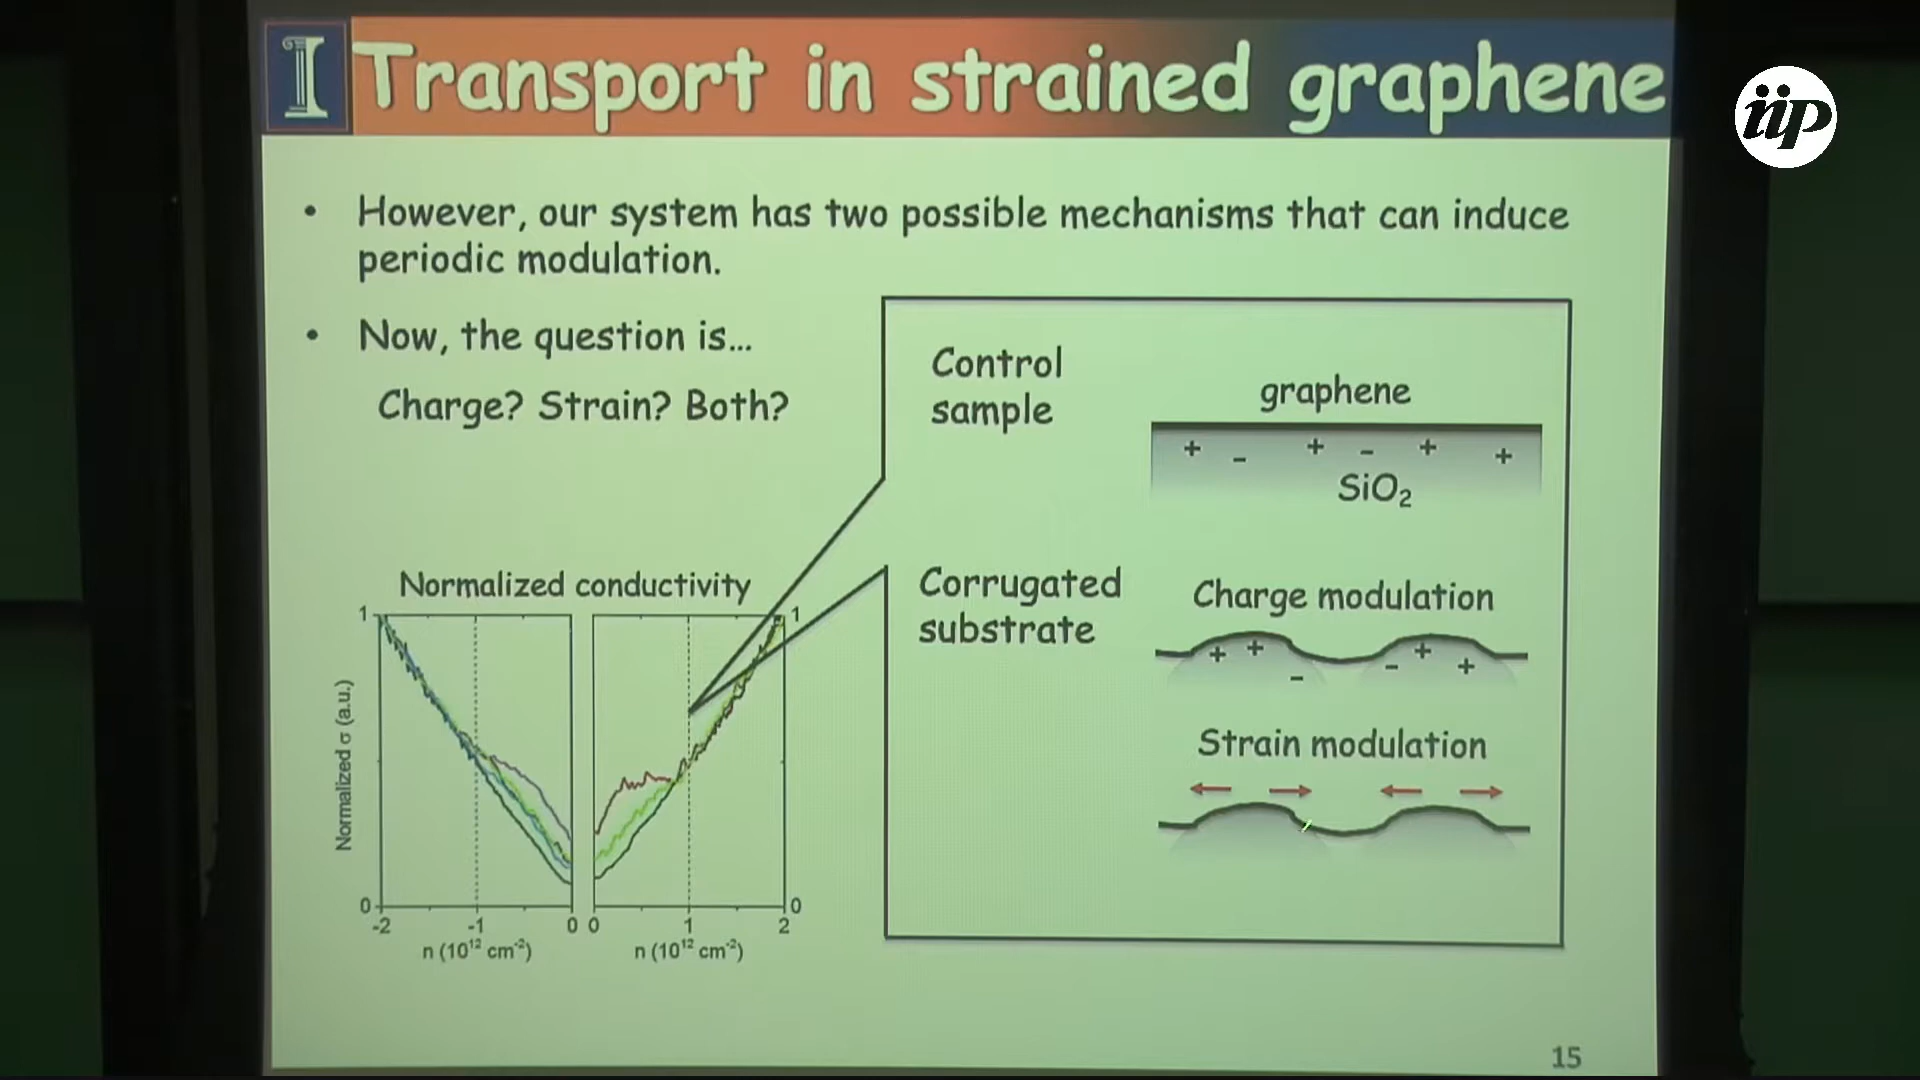 I Transport in strained graphene
iip
• However, our system has two possible mechanisms that can induce
periodic modulation.
• Now, the question is...
Charge? Strain? Both?
Control
sample
graphene
+ - + - + +
SiO₂
Corrugated
substrate
Charge modulation
+ + - - + +
Strain modulation
Normalized conductivity
1
1
Normalized σ (a.u.)
0
0
-2 -1 0 0 1 2
n (10¹² cm⁻²) n (10¹² cm⁻²)
15